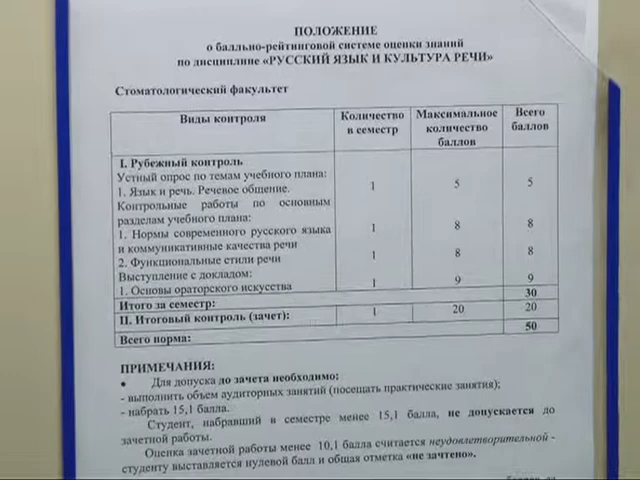 ПОЛОЖЕНИЕ
о балльно-рейтинговой системе оценки знаний
по дисциплине «РУССКИЙ ЯЗЫК И КУЛЬТУРА РЕЧИ»
Стоматологический факультет
Виды контроля Количество в семестр Максимальное количество баллов Всего баллов
I. Рубежный контроль
Устный опрос по темам учебного плана:
1. Язык и речь. Речевое общение. 1 5 5
Контрольные работы по основным
разделам учебного плана:
1. Нормы современного русского языка 1 8 8
и коммуникативные качества речи
2. Функциональные стили речи 1 8 8
Выступление с докладом:
1. Основы ораторского искусства 1 9 9
Итого за семестр: 30
II. Итоговый контроль (зачет): 1 20 20
Всего норма: 50
ПРИМЕЧАНИЯ:
• Для допуска до зачета необходимо:
- выполнить объем аудиторных занятий (посещать практические занятия);
- набрать 15,1 балла.
Студент, набравший в семестре менее 15,1 балла, не допускается до
зачетной работы.
Оценка зачетной работы менее 10,1 балла считается неудовлетворительной -
студенту выставляется нулевой балл и общая отметка «не зачтено».